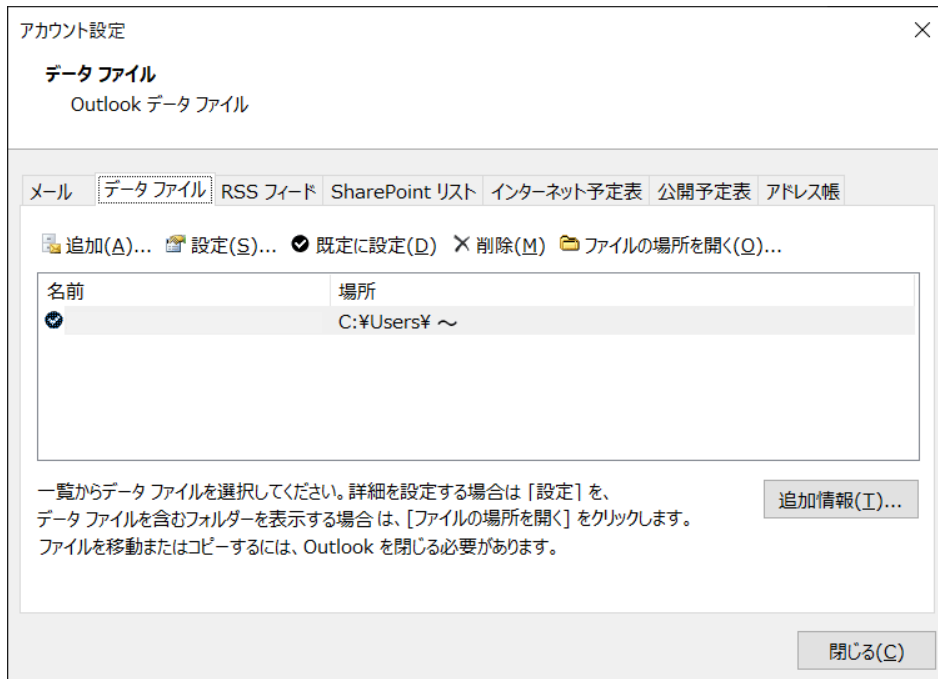 アカウント設定
データ ファイル
Outlook データ ファイル
メール データ ファイル RSS フィード SharePoint リスト インターネット予定表 公開予定表 アドレス帳
追加(A)... 設定(S)... 既定に設定(D) 削除(M) ファイルの場所を開く(O)...
名前 場所
C:¥Users¥ ～
一覧からデータ ファイルを選択してください。詳細を設定する場合は [設定] を、
データ ファイルを含むフォルダーを表示する場合 は、[ファイルの場所を開く] をクリックします。
ファイルを移動またはコピーするには、Outlook を閉じる必要があります。
追加情報(T)...
閉じる(C)